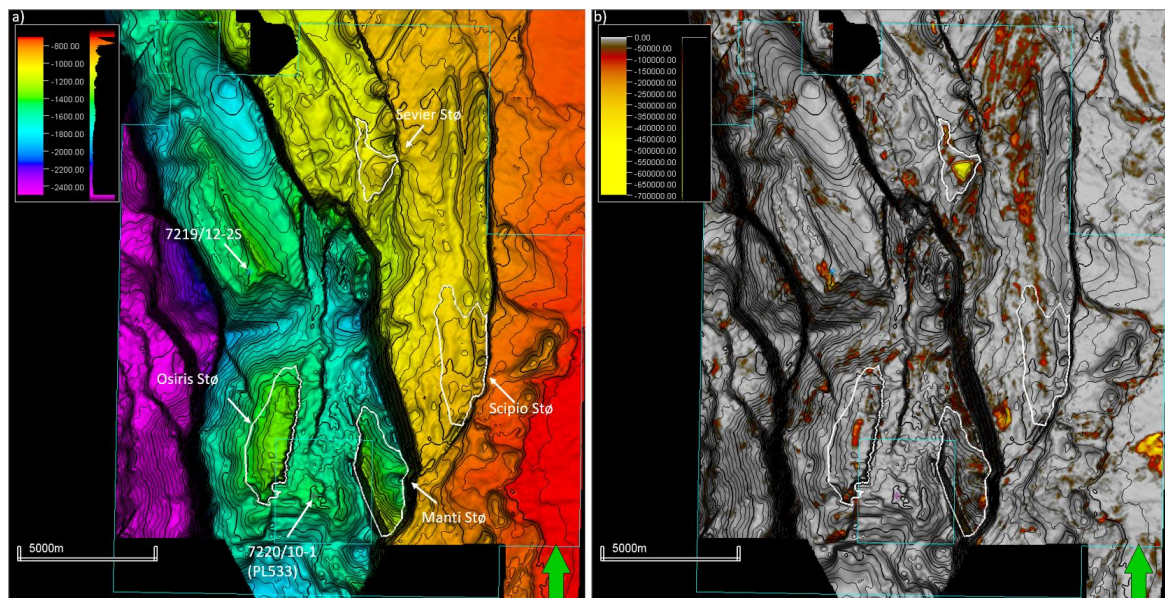 a)
-800.00
-1000.00
-1200.00
-1400.00
-1600.00
-1800.00
-2000.00
-2200.00
-2400.00
Sevier Stø
7219/12-2S
Osiris Stø
Scipio Stø
Manti Stø
7220/10-1
(PL533)
5000m
b)
0.00
-50000.00
-100000.00
-150000.00
-200000.00
-250000.00
-300000.00
-350000.00
-400000.00
-450000.00
-500000.00
-550000.00
-600000.00
-650000.00
-700000.00
5000m